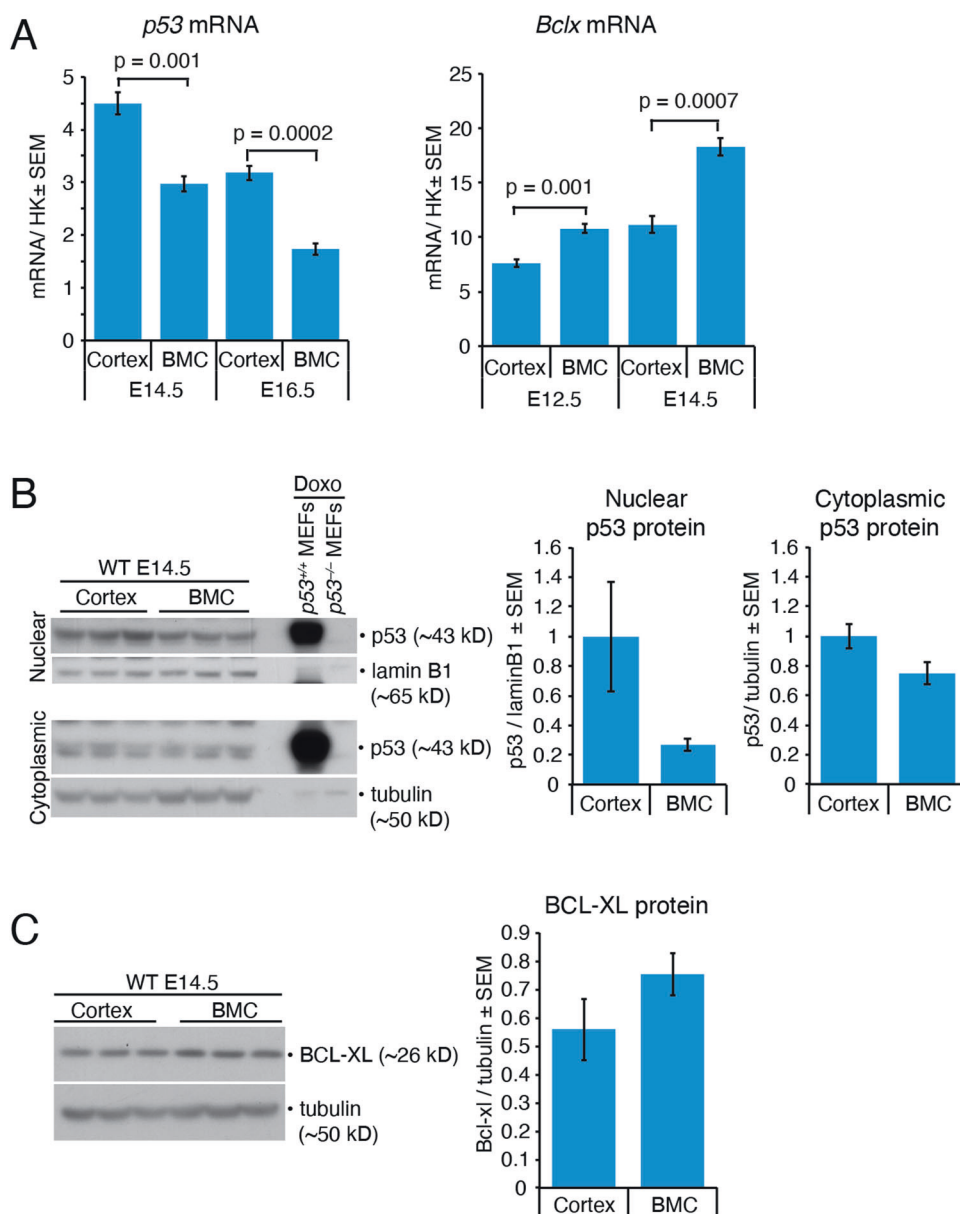 A
p53 mRNA
mRNA/ HK± SEM
5
4
3
2
1
0
p = 0.001
p = 0.0002
Cortex BMC Cortex BMC
E14.5 E16.5
Bclx mRNA
mRNA/ HK± SEM
25
20
15
10
5
0
p = 0.001
p = 0.0007
Cortex BMC Cortex BMC
E12.5 E14.5
B
Doxo
p53+/+ MEFs
p53–/– MEFs
WT E14.5
Cortex BMC
Nuclear
• p53 (~43 kD)
• lamin B1
(~65 kD)
Cytoplasmic
• p53 (~43 kD)
• tubulin
(~50 kD)
Nuclear
p53 protein
p53 / laminB1 ± SEM
1.6
1.4
1.2
1
0.8
0.6
0.4
0.2
0
Cortex BMC
Cytoplasmic
p53 protein
p53/ tubulin ± SEM
1.6
1.4
1.2
1
0.8
0.6
0.4
0.2
0
Cortex BMC
C
WT E14.5
Cortex BMC
• BCL-XL (~26 kD)
• tubulin
(~50 kD)
BCL-XL protein
Bcl-xl / tubulin ± SEM
0.9
0.8
0.7
0.6
0.5
0.4
0.3
0.2
0.1
0
Cortex BMC